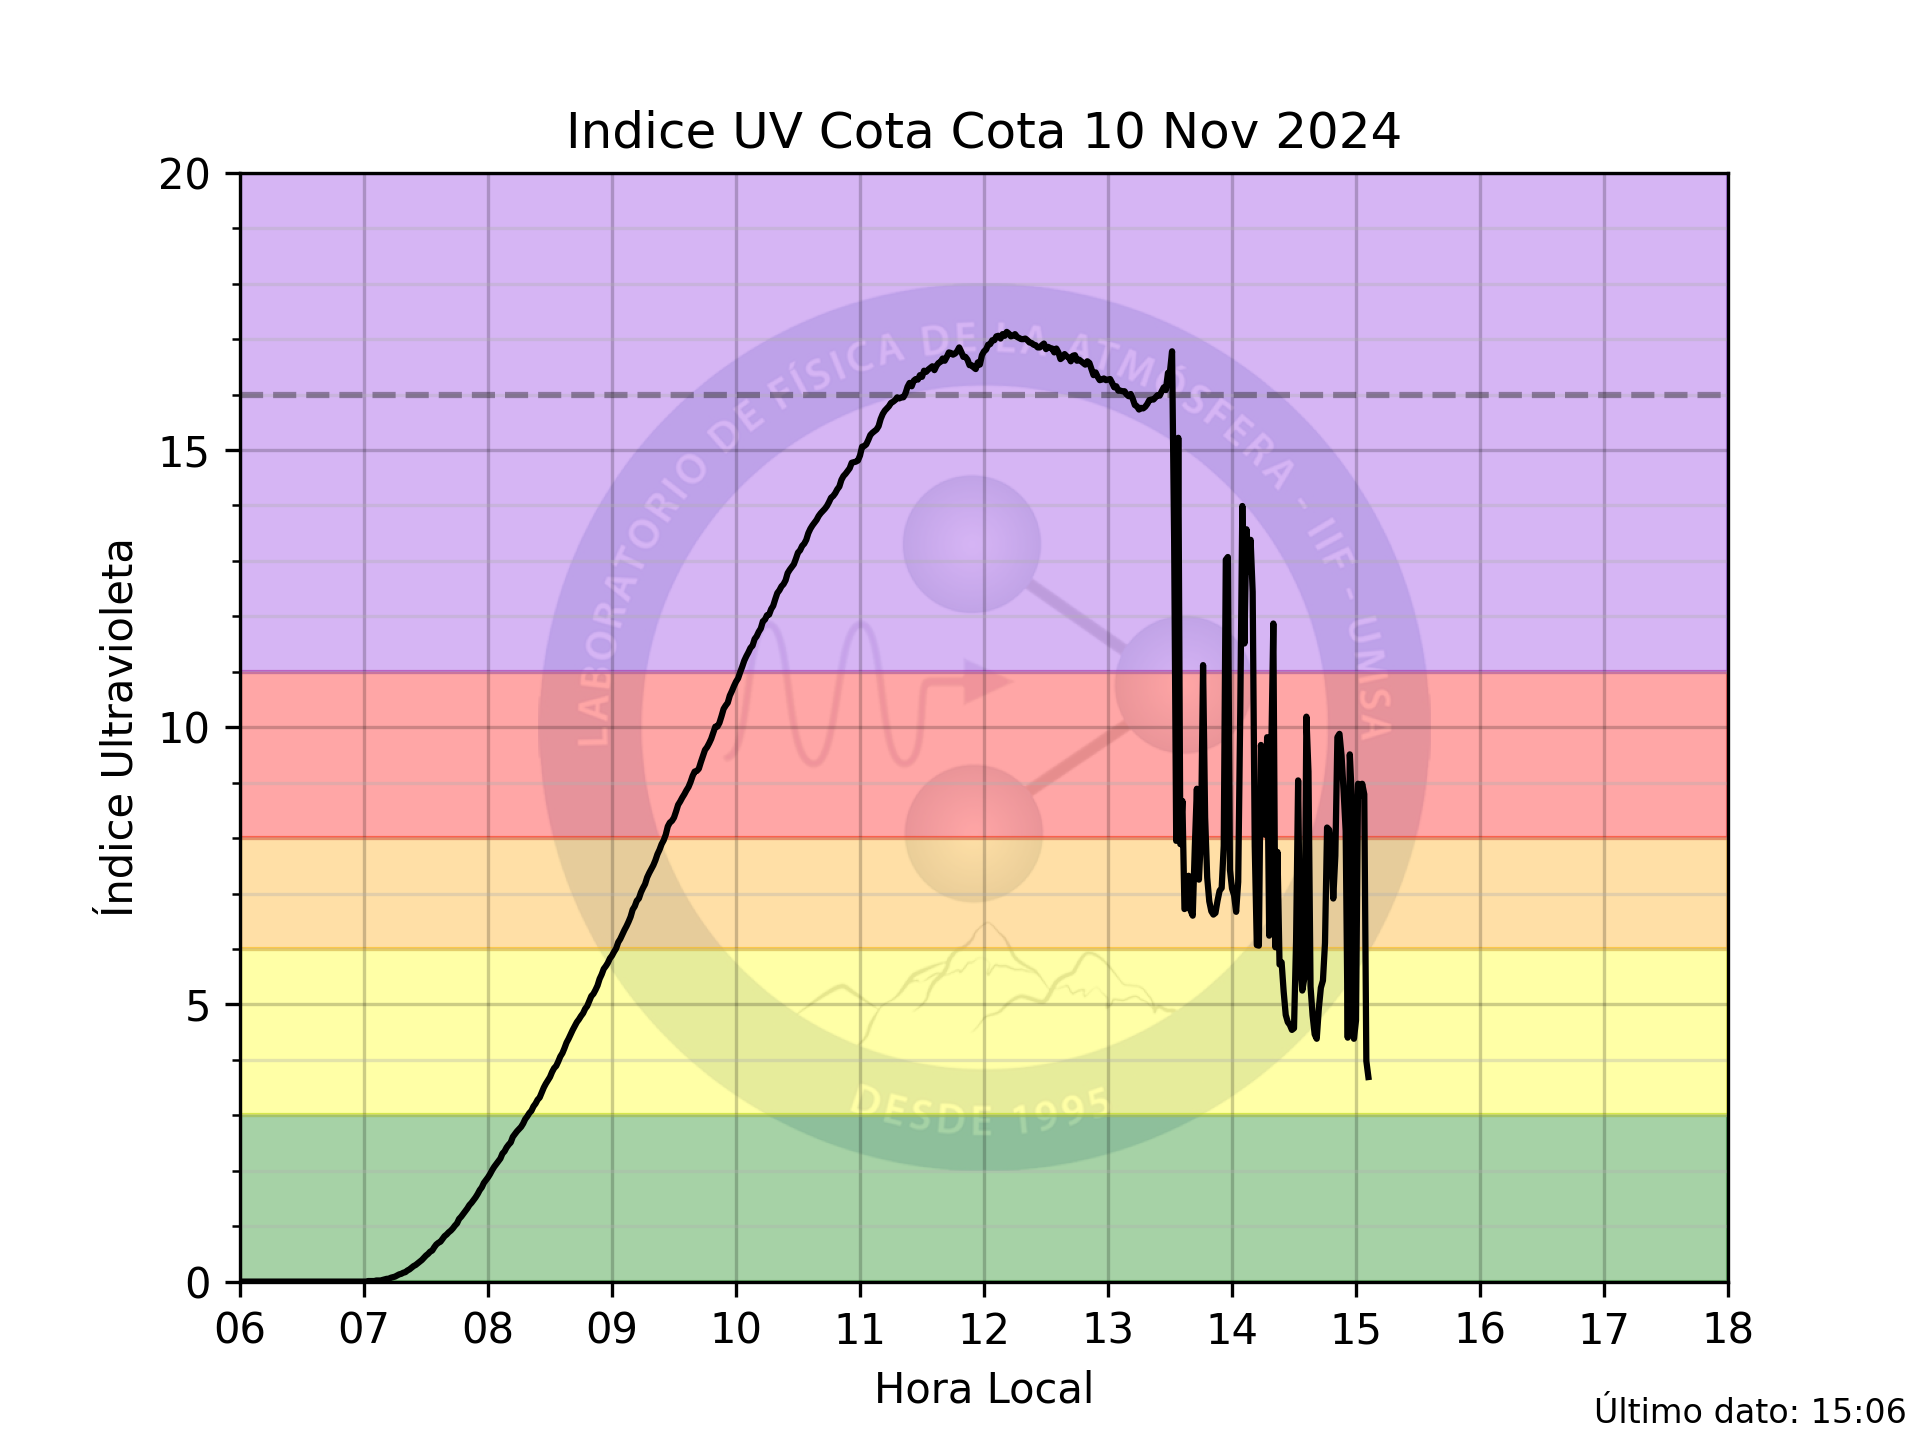 Indice UV Cota Cota 10 Nov 2024
20
15
10
5
0
Índice Ultravioleta
LABORATORIO DE FÍSICA DE LA ATMÓSFERA - IIF - UMSA
DESDE 1995
06 07 08 09 10 11 12 13 14 15 16 17 18
Hora Local
Último dato: 15:06